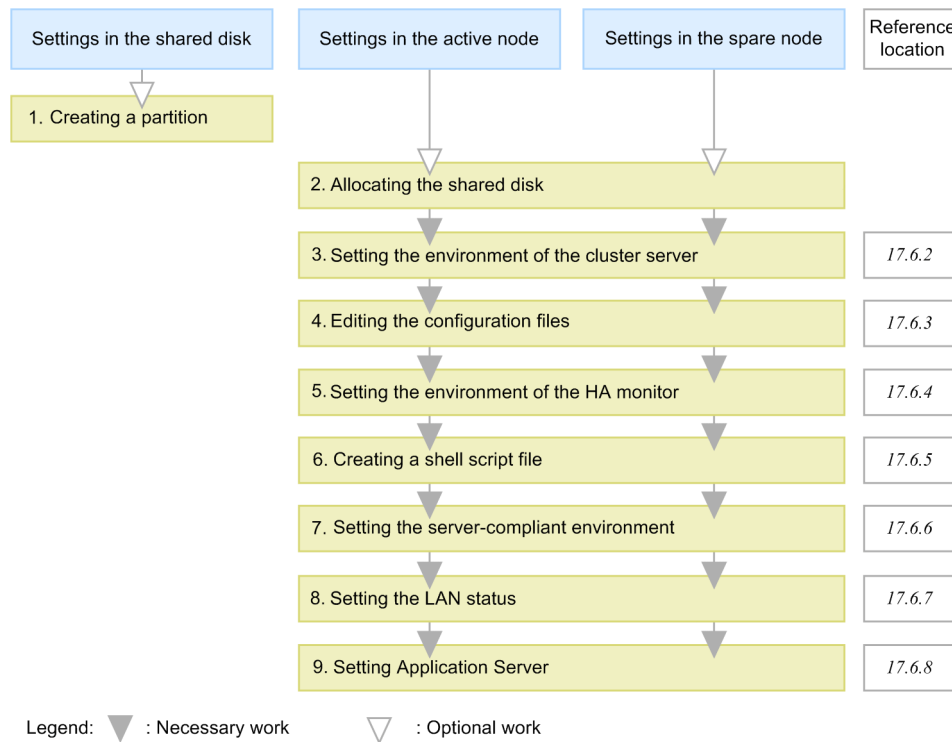 Settings in the shared disk
Settings in the active node
Settings in the spare node
Reference
location
1. Creating a partition
2. Allocating the shared disk
3. Setting the environment of the cluster server
17.6.2
4. Editing the configuration files
17.6.3
5. Setting the environment of the HA monitor
17.6.4
6. Creating a shell script file
17.6.5
7. Setting the server-compliant environment
17.6.6
8. Setting the LAN status
17.6.7
9. Setting Application Server
17.6.8
Legend: : Necessary work : Optional work